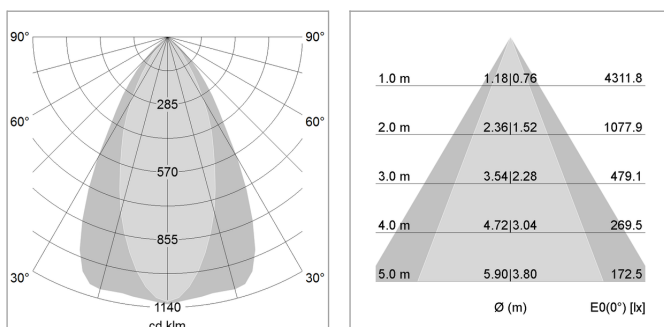 90° 90°
285
60° 60°
570
855
30° 30°
1140
cd klm
1.0 m 1.18|0.76 4311.8
2.0 m 2.36|1.52 1077.9
3.0 m 3.54|2.28 479.1
4.0 m 4.72|3.04 269.5
5.0 m 5.90|3.80 172.5
Ø (m) E0(0°) [lx]